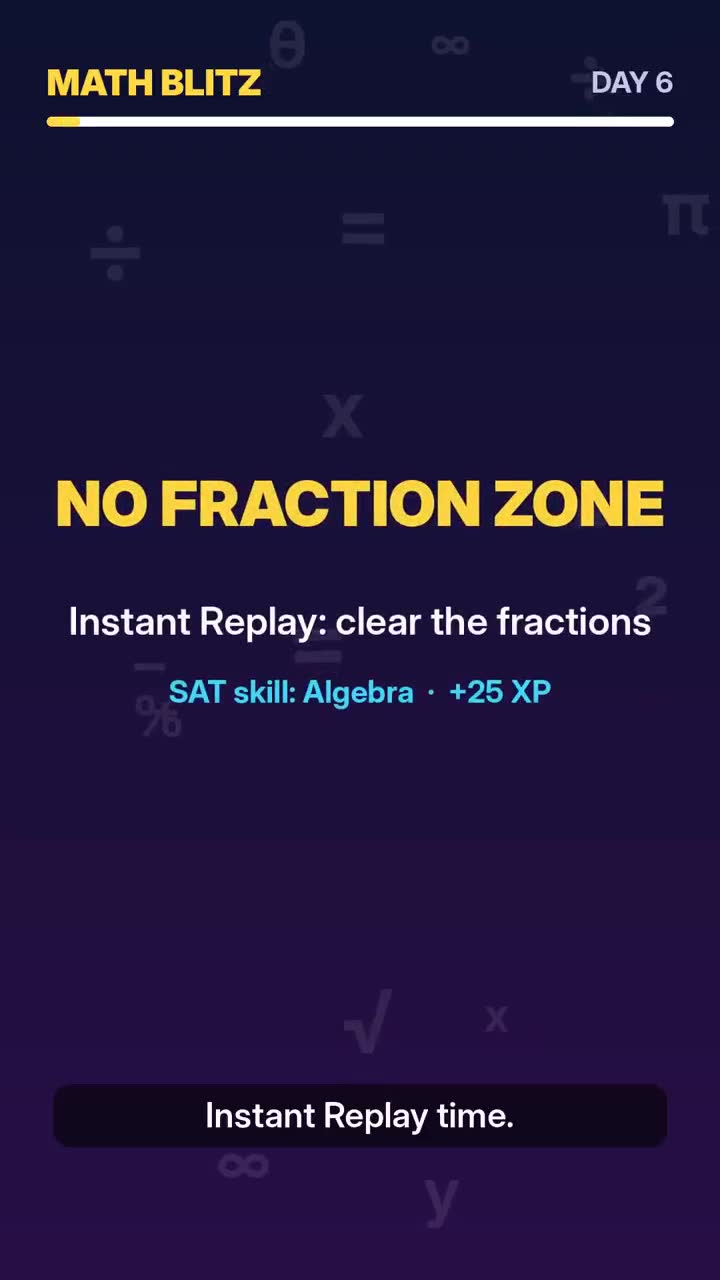 θ ∞ ÷
MATH BLITZ DAY 6
÷ = π
x
NO FRACTION ZONE
2
Instant Replay: clear the fractions
=
−
SAT skill: Algebra · +25 XP
%
√ x
Instant Replay time.
∞
y